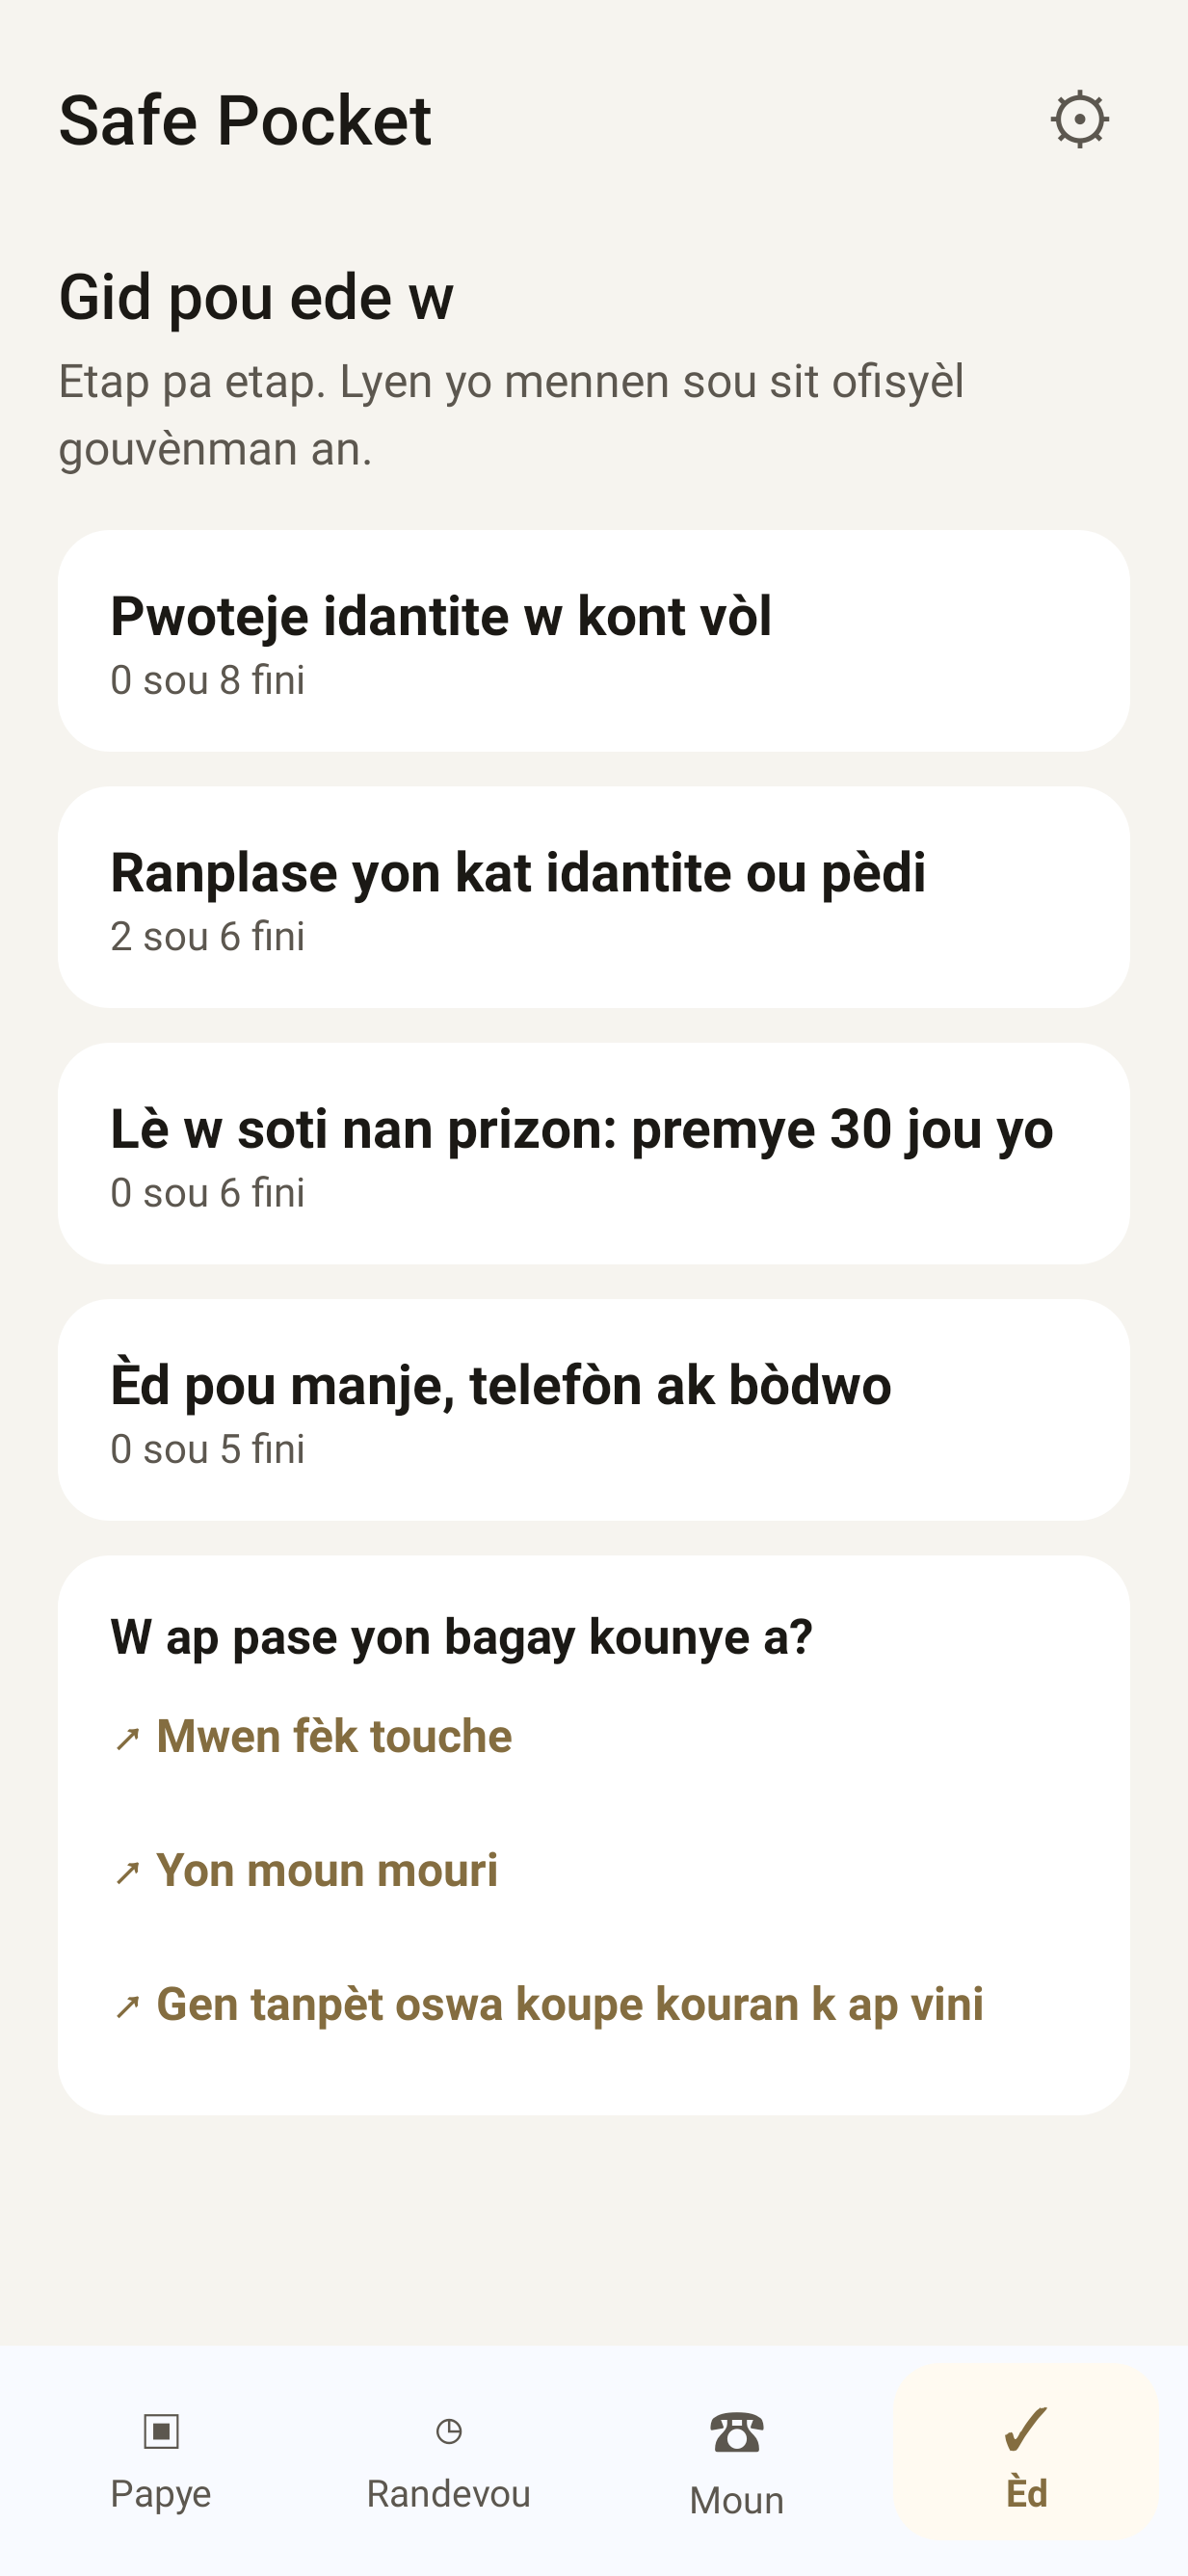 Safe Pocket
Gid pou ede w
Etap pa etap. Lyen yo mennen sou sit ofisyèl
gouvènman an.
Pwoteje idantite w kont vòl
0 sou 8 fini
Ranplase yon kat idantite ou pèdi
2 sou 6 fini
Lè w soti nan prizon: premye 30 jou yo
0 sou 6 fini
Èd pou manje, telefòn ak bòdwo
0 sou 5 fini
W ap pase yon bagay kounye a?
➚ Mwen fèk touche
➚ Yon moun mouri
➚ Gen tanpèt oswa koupe kouran k ap vini
Papye
Randevou
Moun
Èd